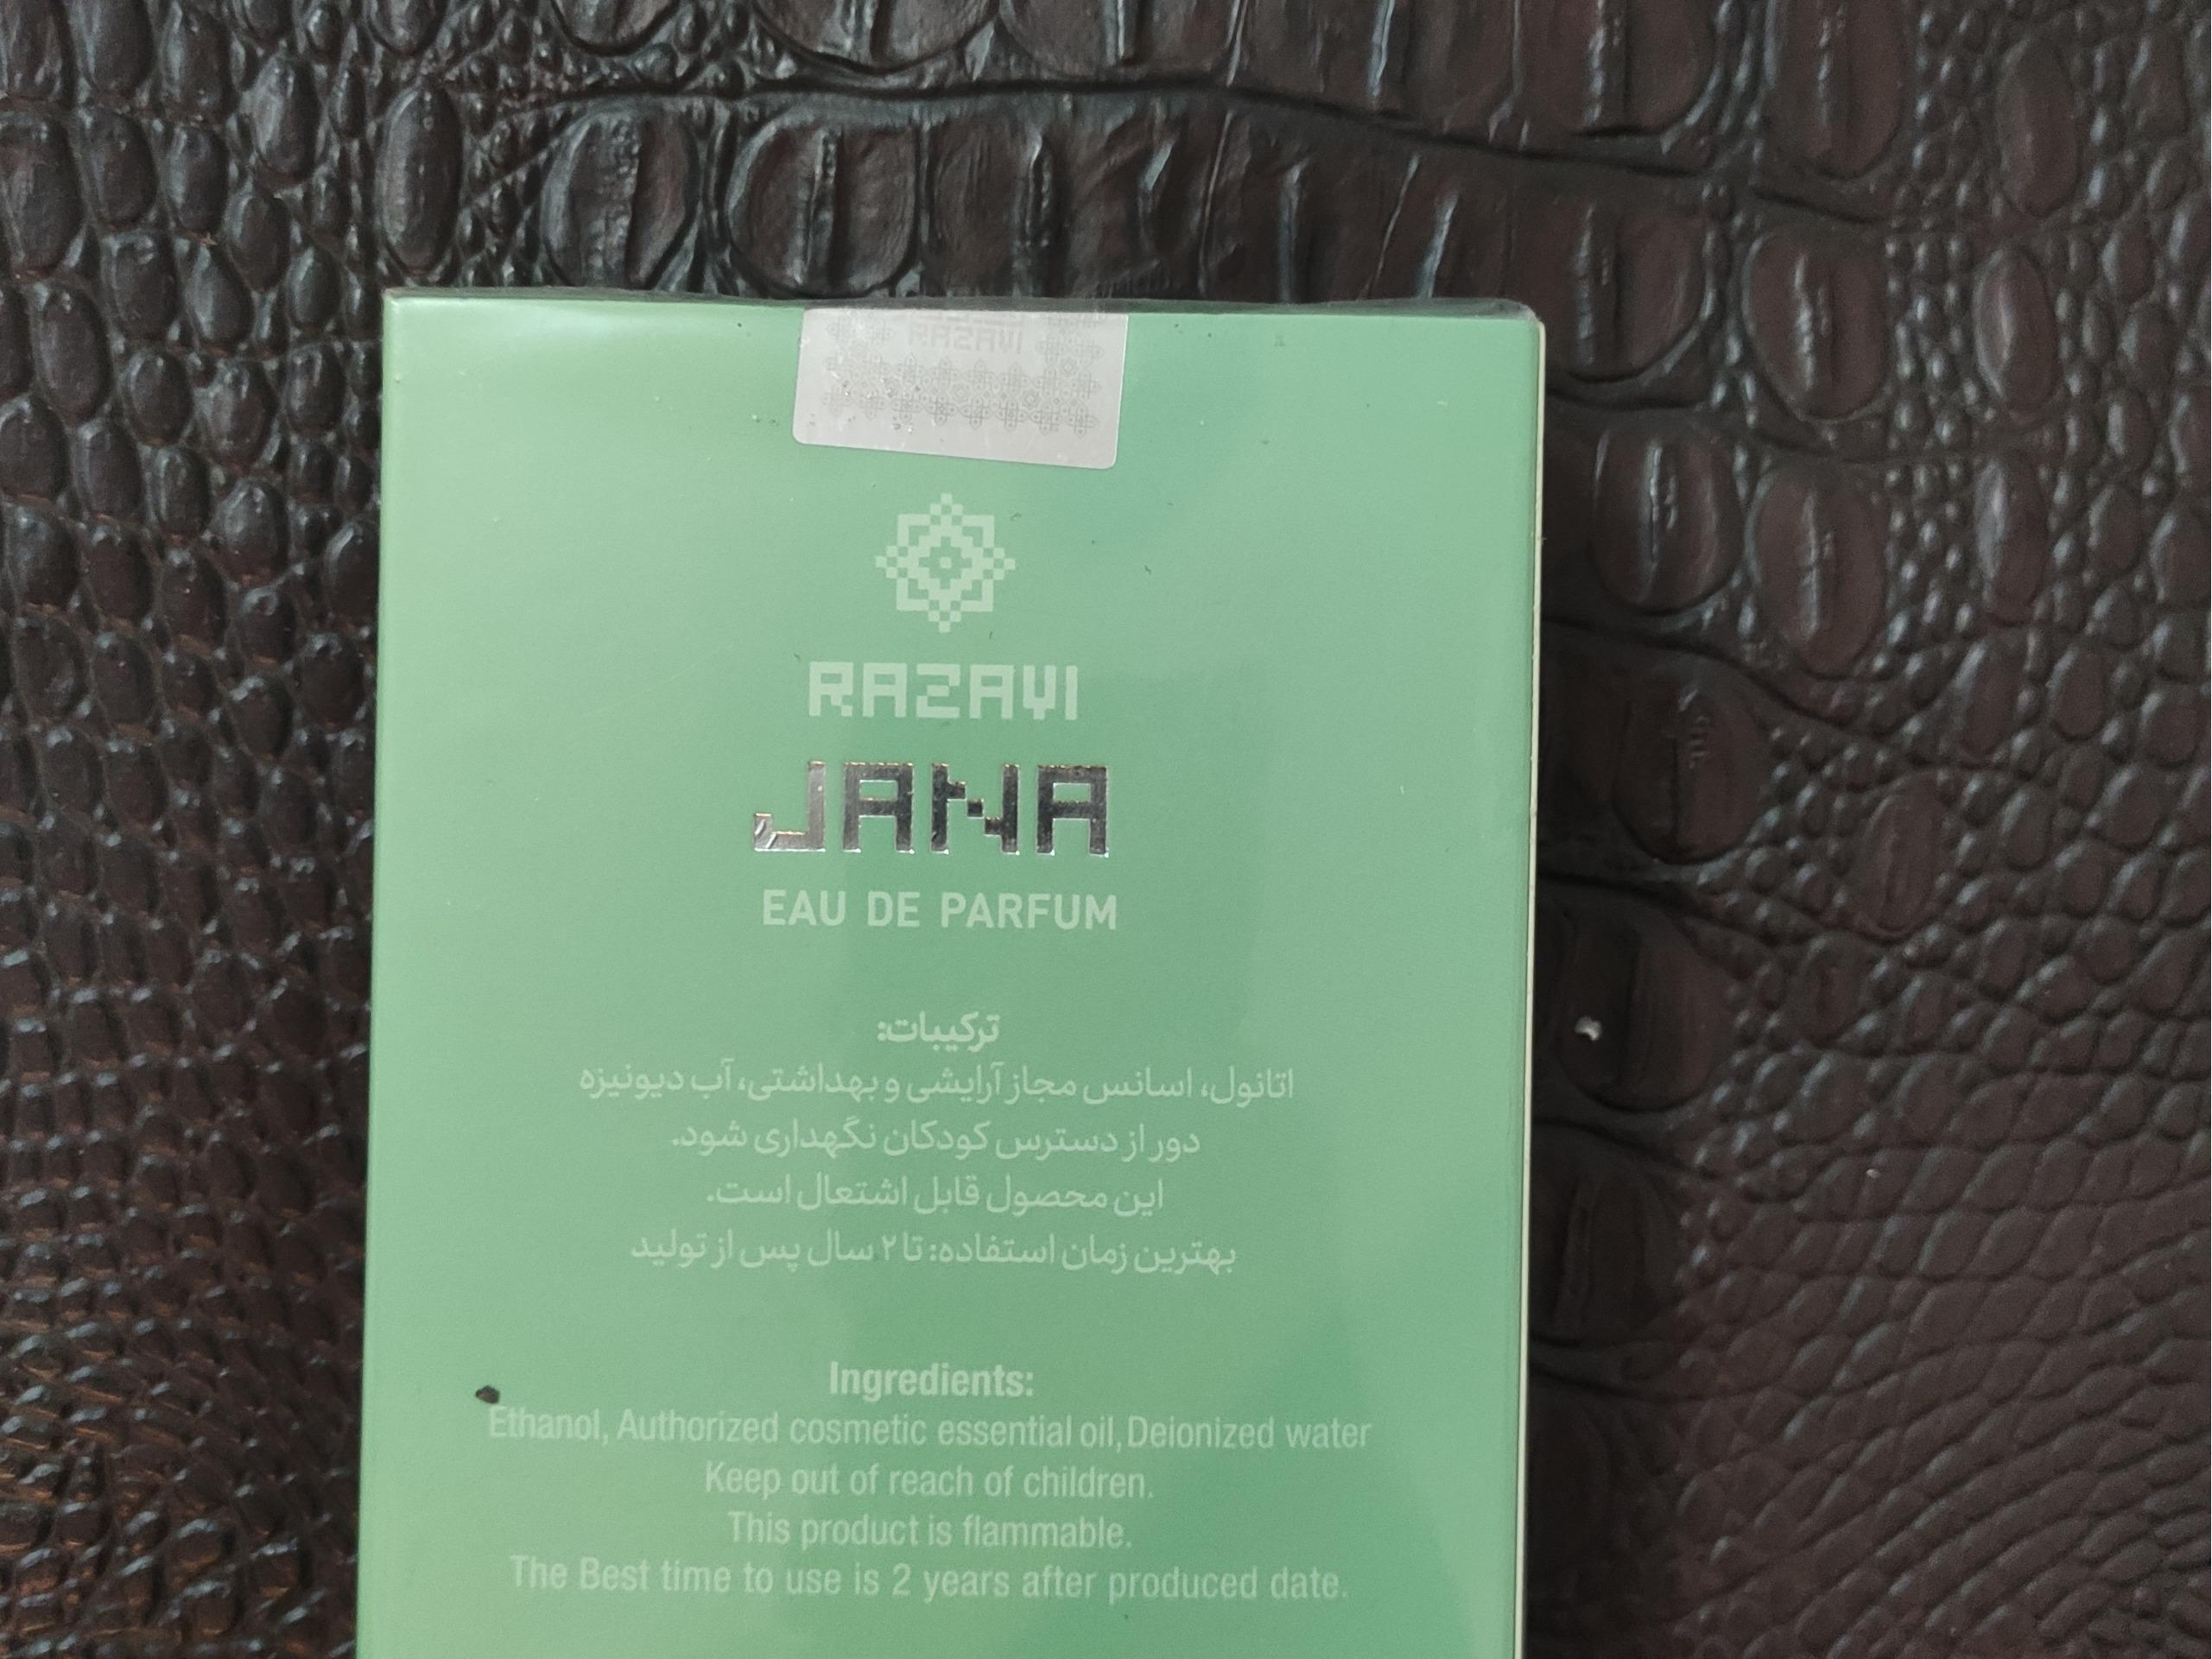 RAZAVI
RAZAVI
JANA
EAU DE PARFUM
ترکیبات:
اتانول، اسانس مجاز آرایشی و بهداشتی، آب دیونیزه
دور از دسترس کودکان نگهداری شود.
این محصول قابل اشتعال است.
بهترین زمان استفاده: تا ۲ سال پس از تولید
Ingredients:
Ethanol, Authorized cosmetic essential oil, Deionized water
Keep out of reach of children.
This product is flammable.
The Best time to use is 2 years after produced date.